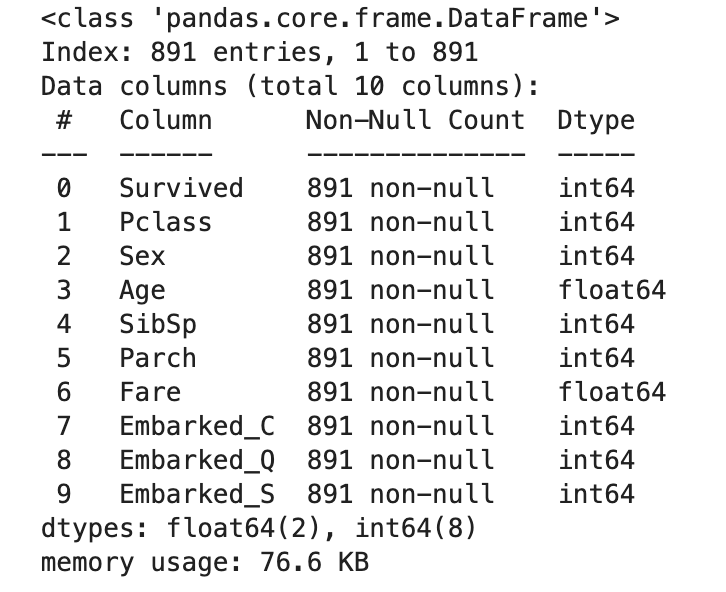 <class 'pandas.core.frame.DataFrame'>
Index: 891 entries, 1 to 891
Data columns (total 10 columns):
 #   Column      Non-Null Count  Dtype
---  ------      --------------  -----
 0   Survived    891 non-null    int64
 1   Pclass      891 non-null    int64
 2   Sex         891 non-null    int64
 3   Age         891 non-null    float64
 4   SibSp       891 non-null    int64
 5   Parch       891 non-null    int64
 6   Fare        891 non-null    float64
 7   Embarked_C  891 non-null    int64
 8   Embarked_Q  891 non-null    int64
 9   Embarked_S  891 non-null    int64
dtypes: float64(2), int64(8)
memory usage: 76.6 KB